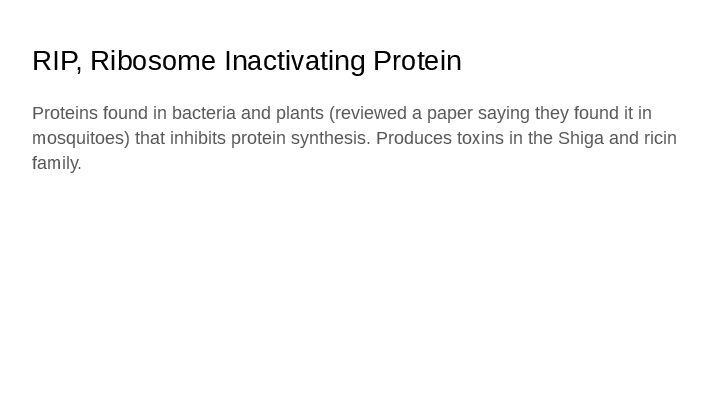 RIP, Ribosome Inactivating Protein
Proteins found in bacteria and plants (reviewed a paper saying they found it in
mosquitoes) that inhibits protein synthesis. Produces toxins in the Shiga and ricin
family.